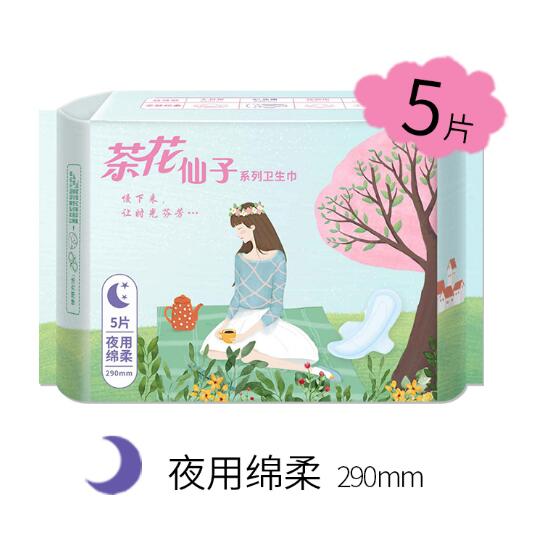 5片
茶花仙子系列卫生巾
慢下来，
让时光芬芳…
5片
夜用
绵柔
290mm
夜用绵柔 290mm